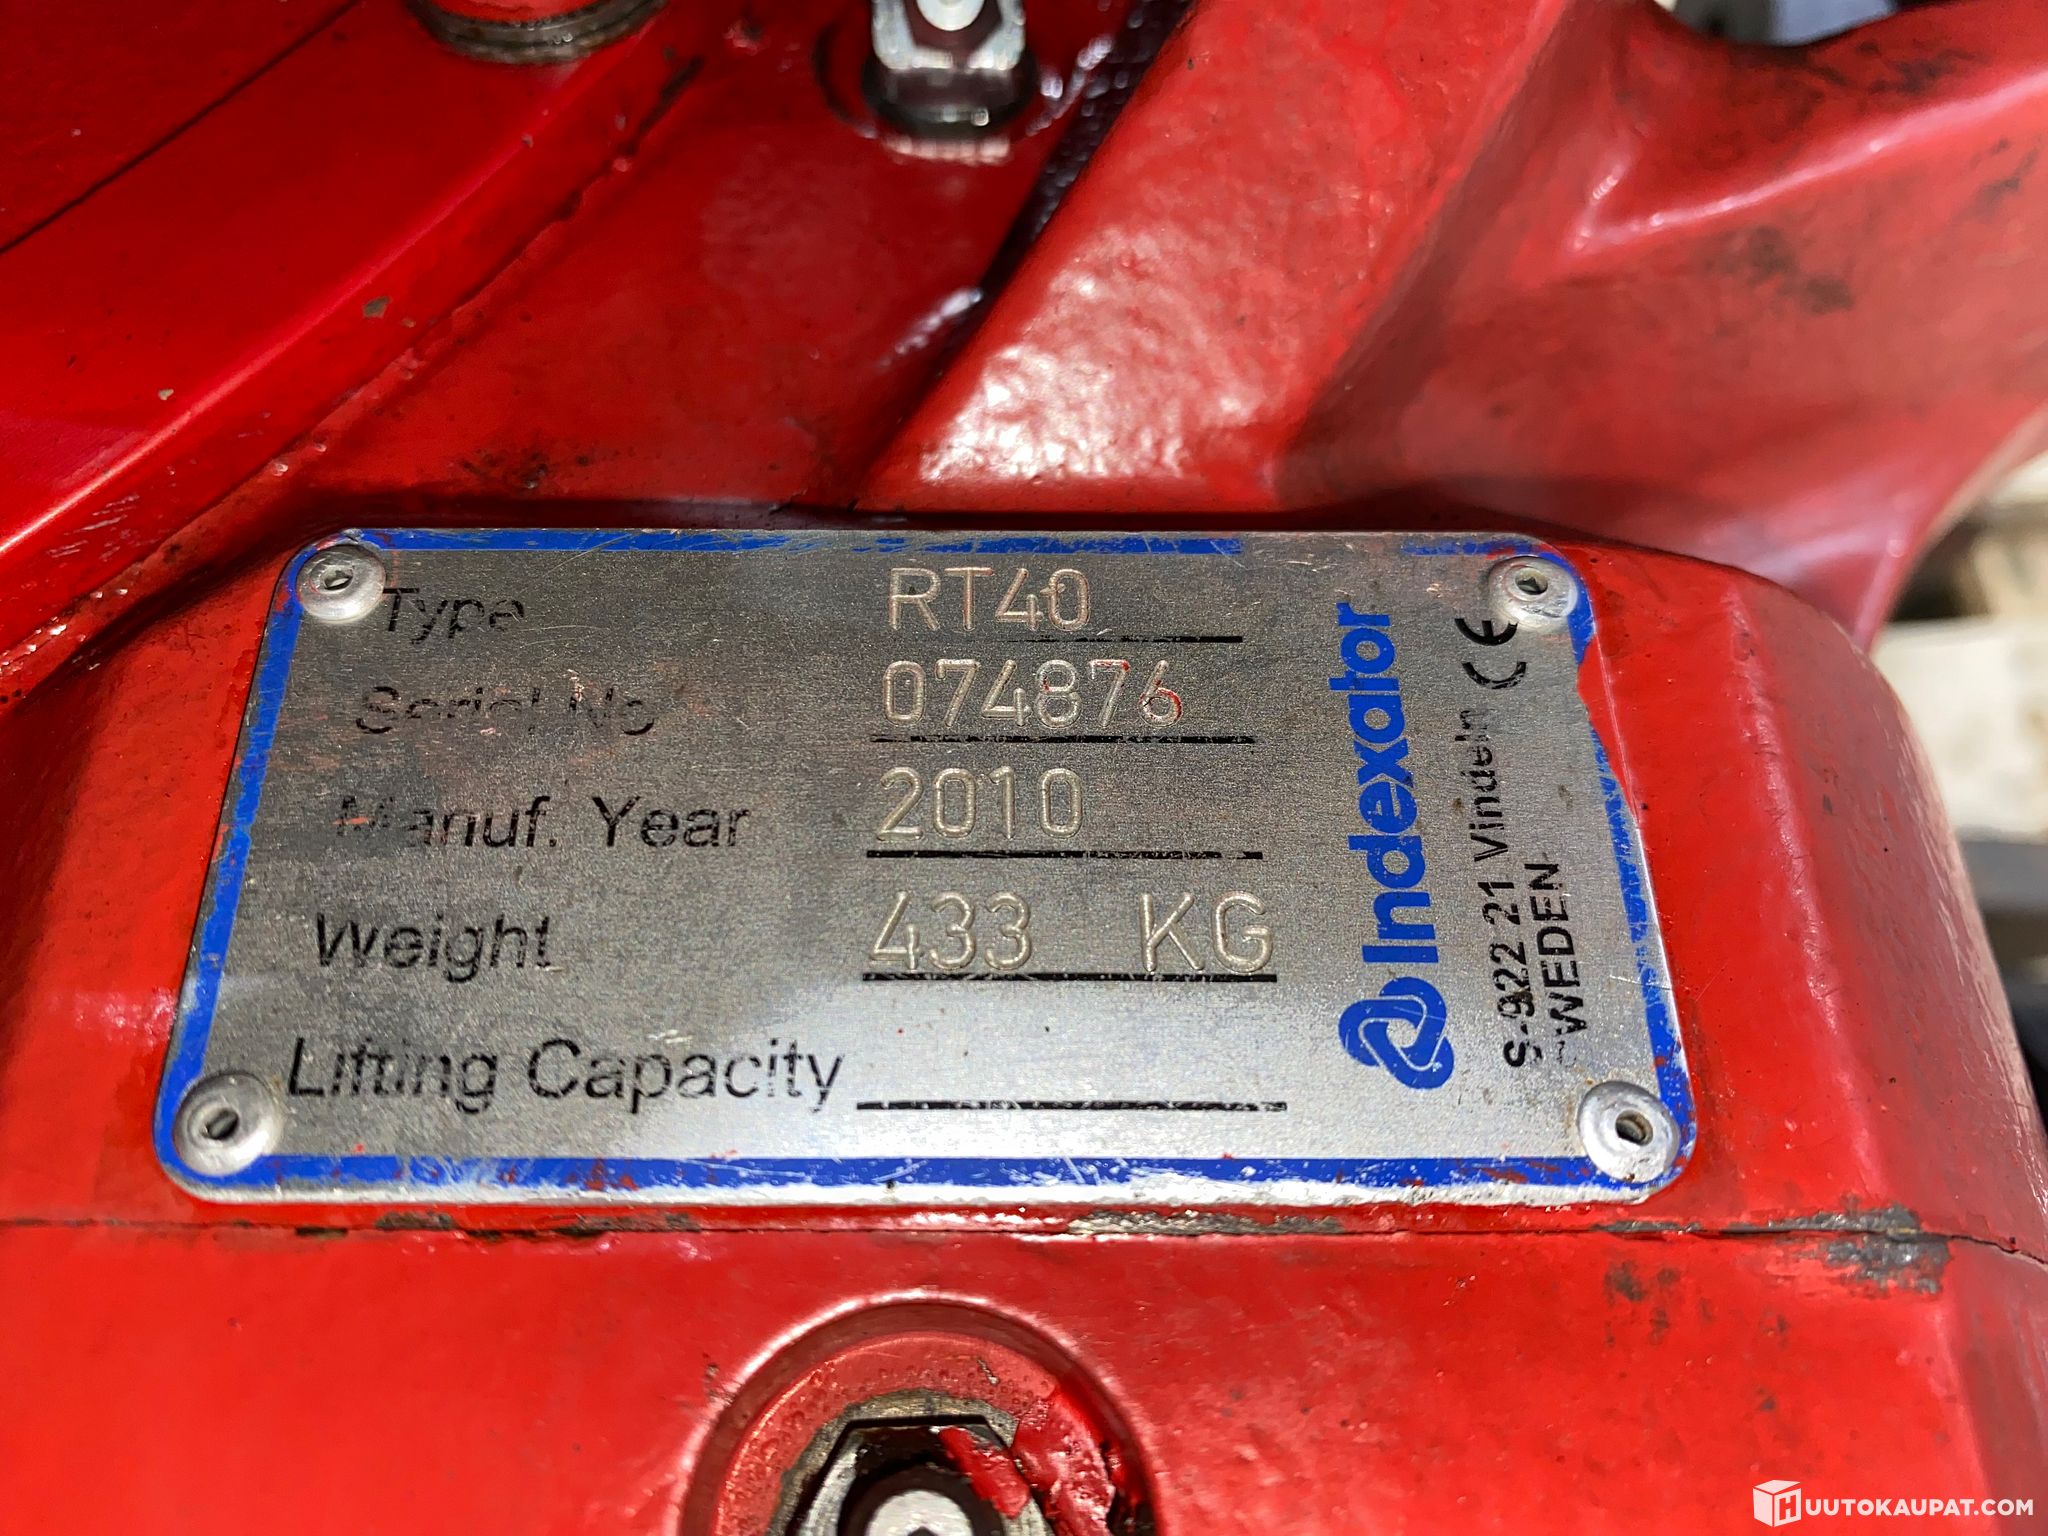 Type RT40
Serial No 074876
Manuf. Year 2010
Weight 433 KG
Lifting Capacity
Indexator
S-922 21 Vindeln CE
SWEDEN
HUUTOKAUPAT.COM